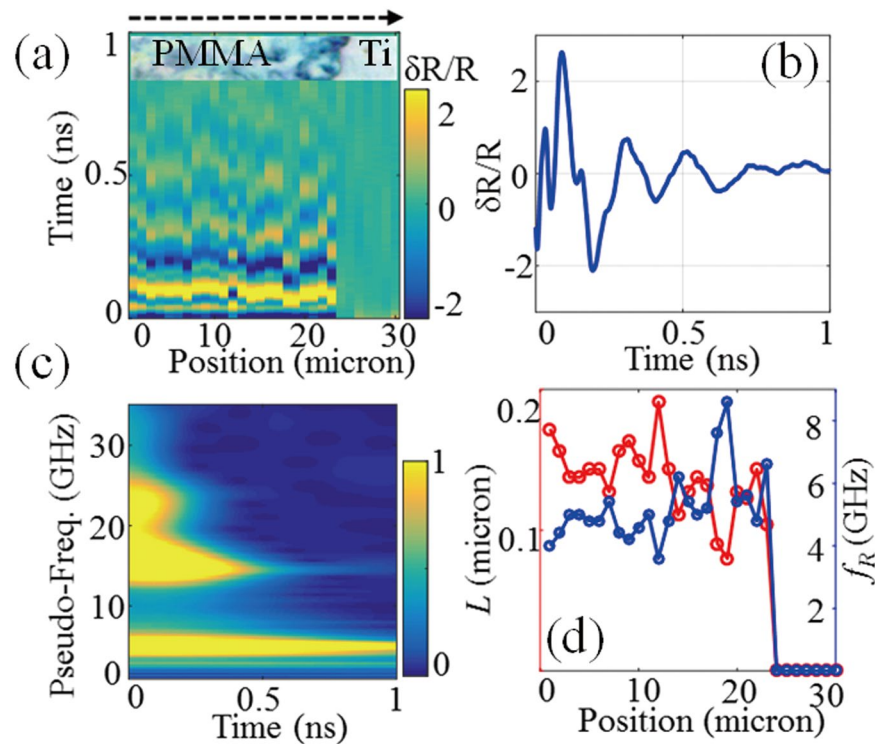 (a)
PMMA
Ti
δR/R
1
0.5
0
Time (ns)
0
10
20
30
Position (micron)
2
0
-2
(b)
δR/R
2
0
-2
0
0.5
1
Time (ns)
(c)
Pseudo-Freq. (GHz)
30
20
10
0
0
0.5
1
Time (ns)
1
0
(d)
L (micron)
0.2
0.1
0
10
20
30
Position (micron)
8
6
4
2
fR (GHz)